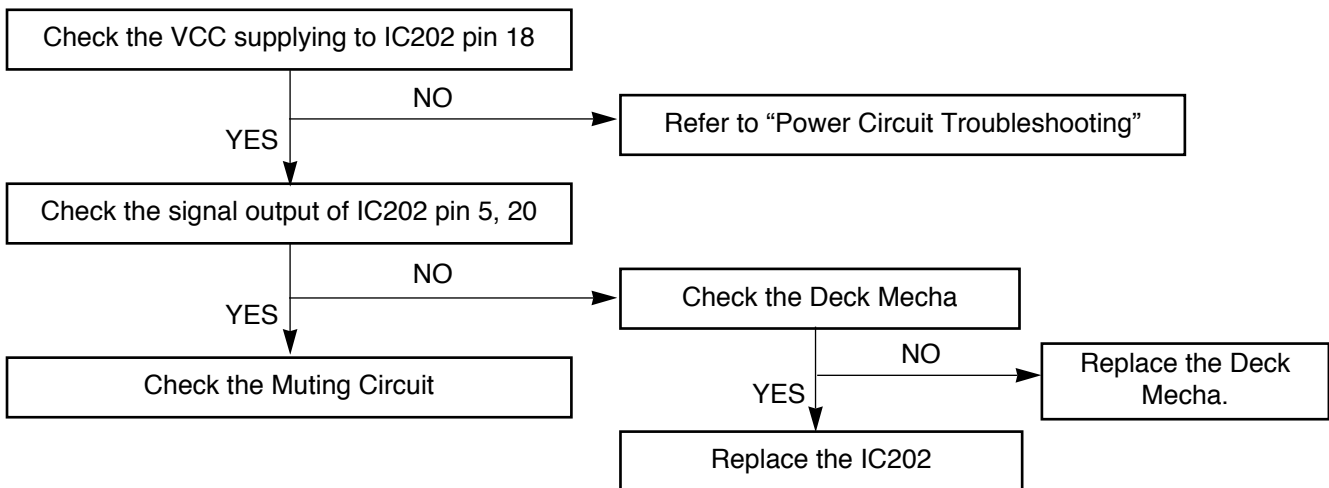 Check the VCC supplying to IC202 pin 18
NO
Refer to “Power Circuit Troubleshooting”
YES
Check the signal output of IC202 pin 5, 20
NO
Check the Deck Mecha
YES
Check the Muting Circuit
NO
Replace the Deck
Mecha.
YES
Replace the IC202